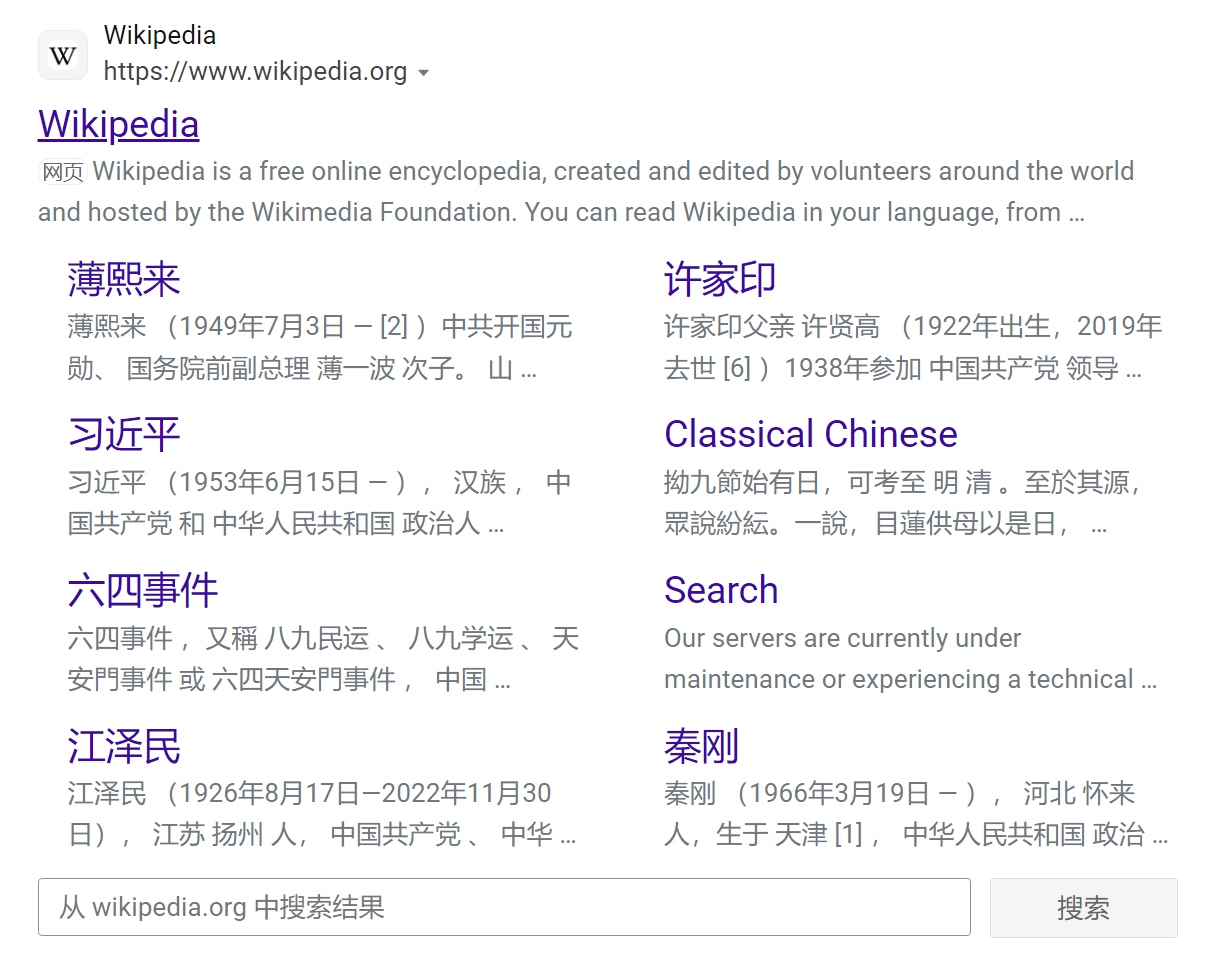 W
Wikipedia
https://www.wikipedia.org
Wikipedia
网页 Wikipedia is a free online encyclopedia, created and edited by volunteers around the world
and hosted by the Wikimedia Foundation. You can read Wikipedia in your language, from ...
薄熙来
薄熙来 （1949年7月3日 — [2] ）中共开国元
勋、 国务院前副总理 薄一波 次子。 山 ...
许家印
许家印父亲 许贤高 （1922年出生，2019年
去世 [6] ）1938年参加 中国共产党 领导 ...
习近平
习近平 （1953年6月15日 — ）， 汉族 ， 中
国共产党 和 中华人民共和国 政治人 ...
Classical Chinese
拗九節始有日，可考至 明 清 。至於其源，
眾說紛紜。一說，目蓮供母以是日， ...
六四事件
六四事件 ，又稱 八九民运 、 八九学运 、 天
安門事件 或 六四天安門事件 ， 中国 ...
Search
Our servers are currently under
maintenance or experiencing a technical ...
江泽民
江泽民 （1926年8月17日—2022年11月30
日）， 江苏 扬州 人， 中国共产党 、 中华 ...
秦刚
秦刚 （1966年3月19日 — ）， 河北 怀来
人，生于 天津 [1] ， 中华人民共和国 政治 ...
从 wikipedia.org 中搜索结果
搜索